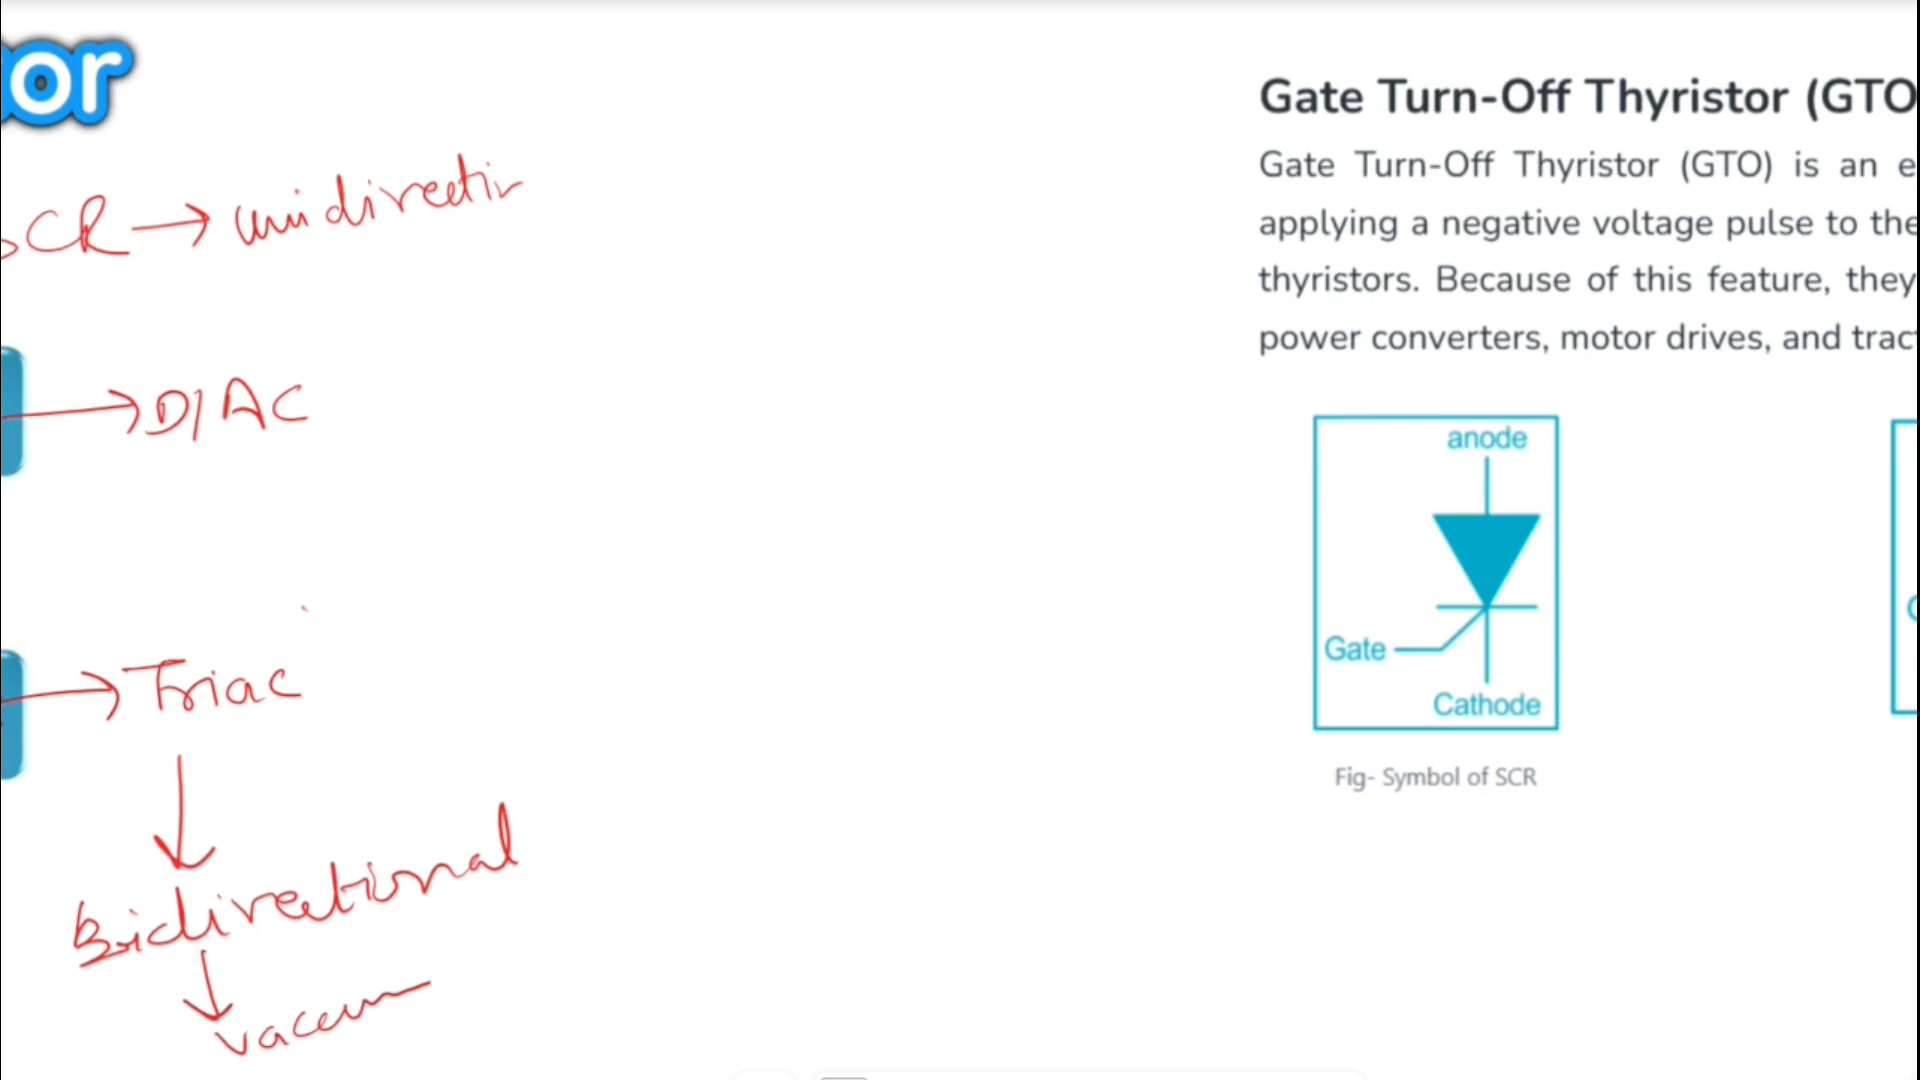 or
SCR → unidirectin
→ DIAC
→ Triac
Bidirectional
Vacuum
Gate Turn-Off Thyristor (GTO
Gate Turn-Off Thyristor (GTO) is an e
applying a negative voltage pulse to the
thyristors. Because of this feature, they
power converters, motor drives, and trac
anode
Gate
Cathode
Fig- Symbol of SCR